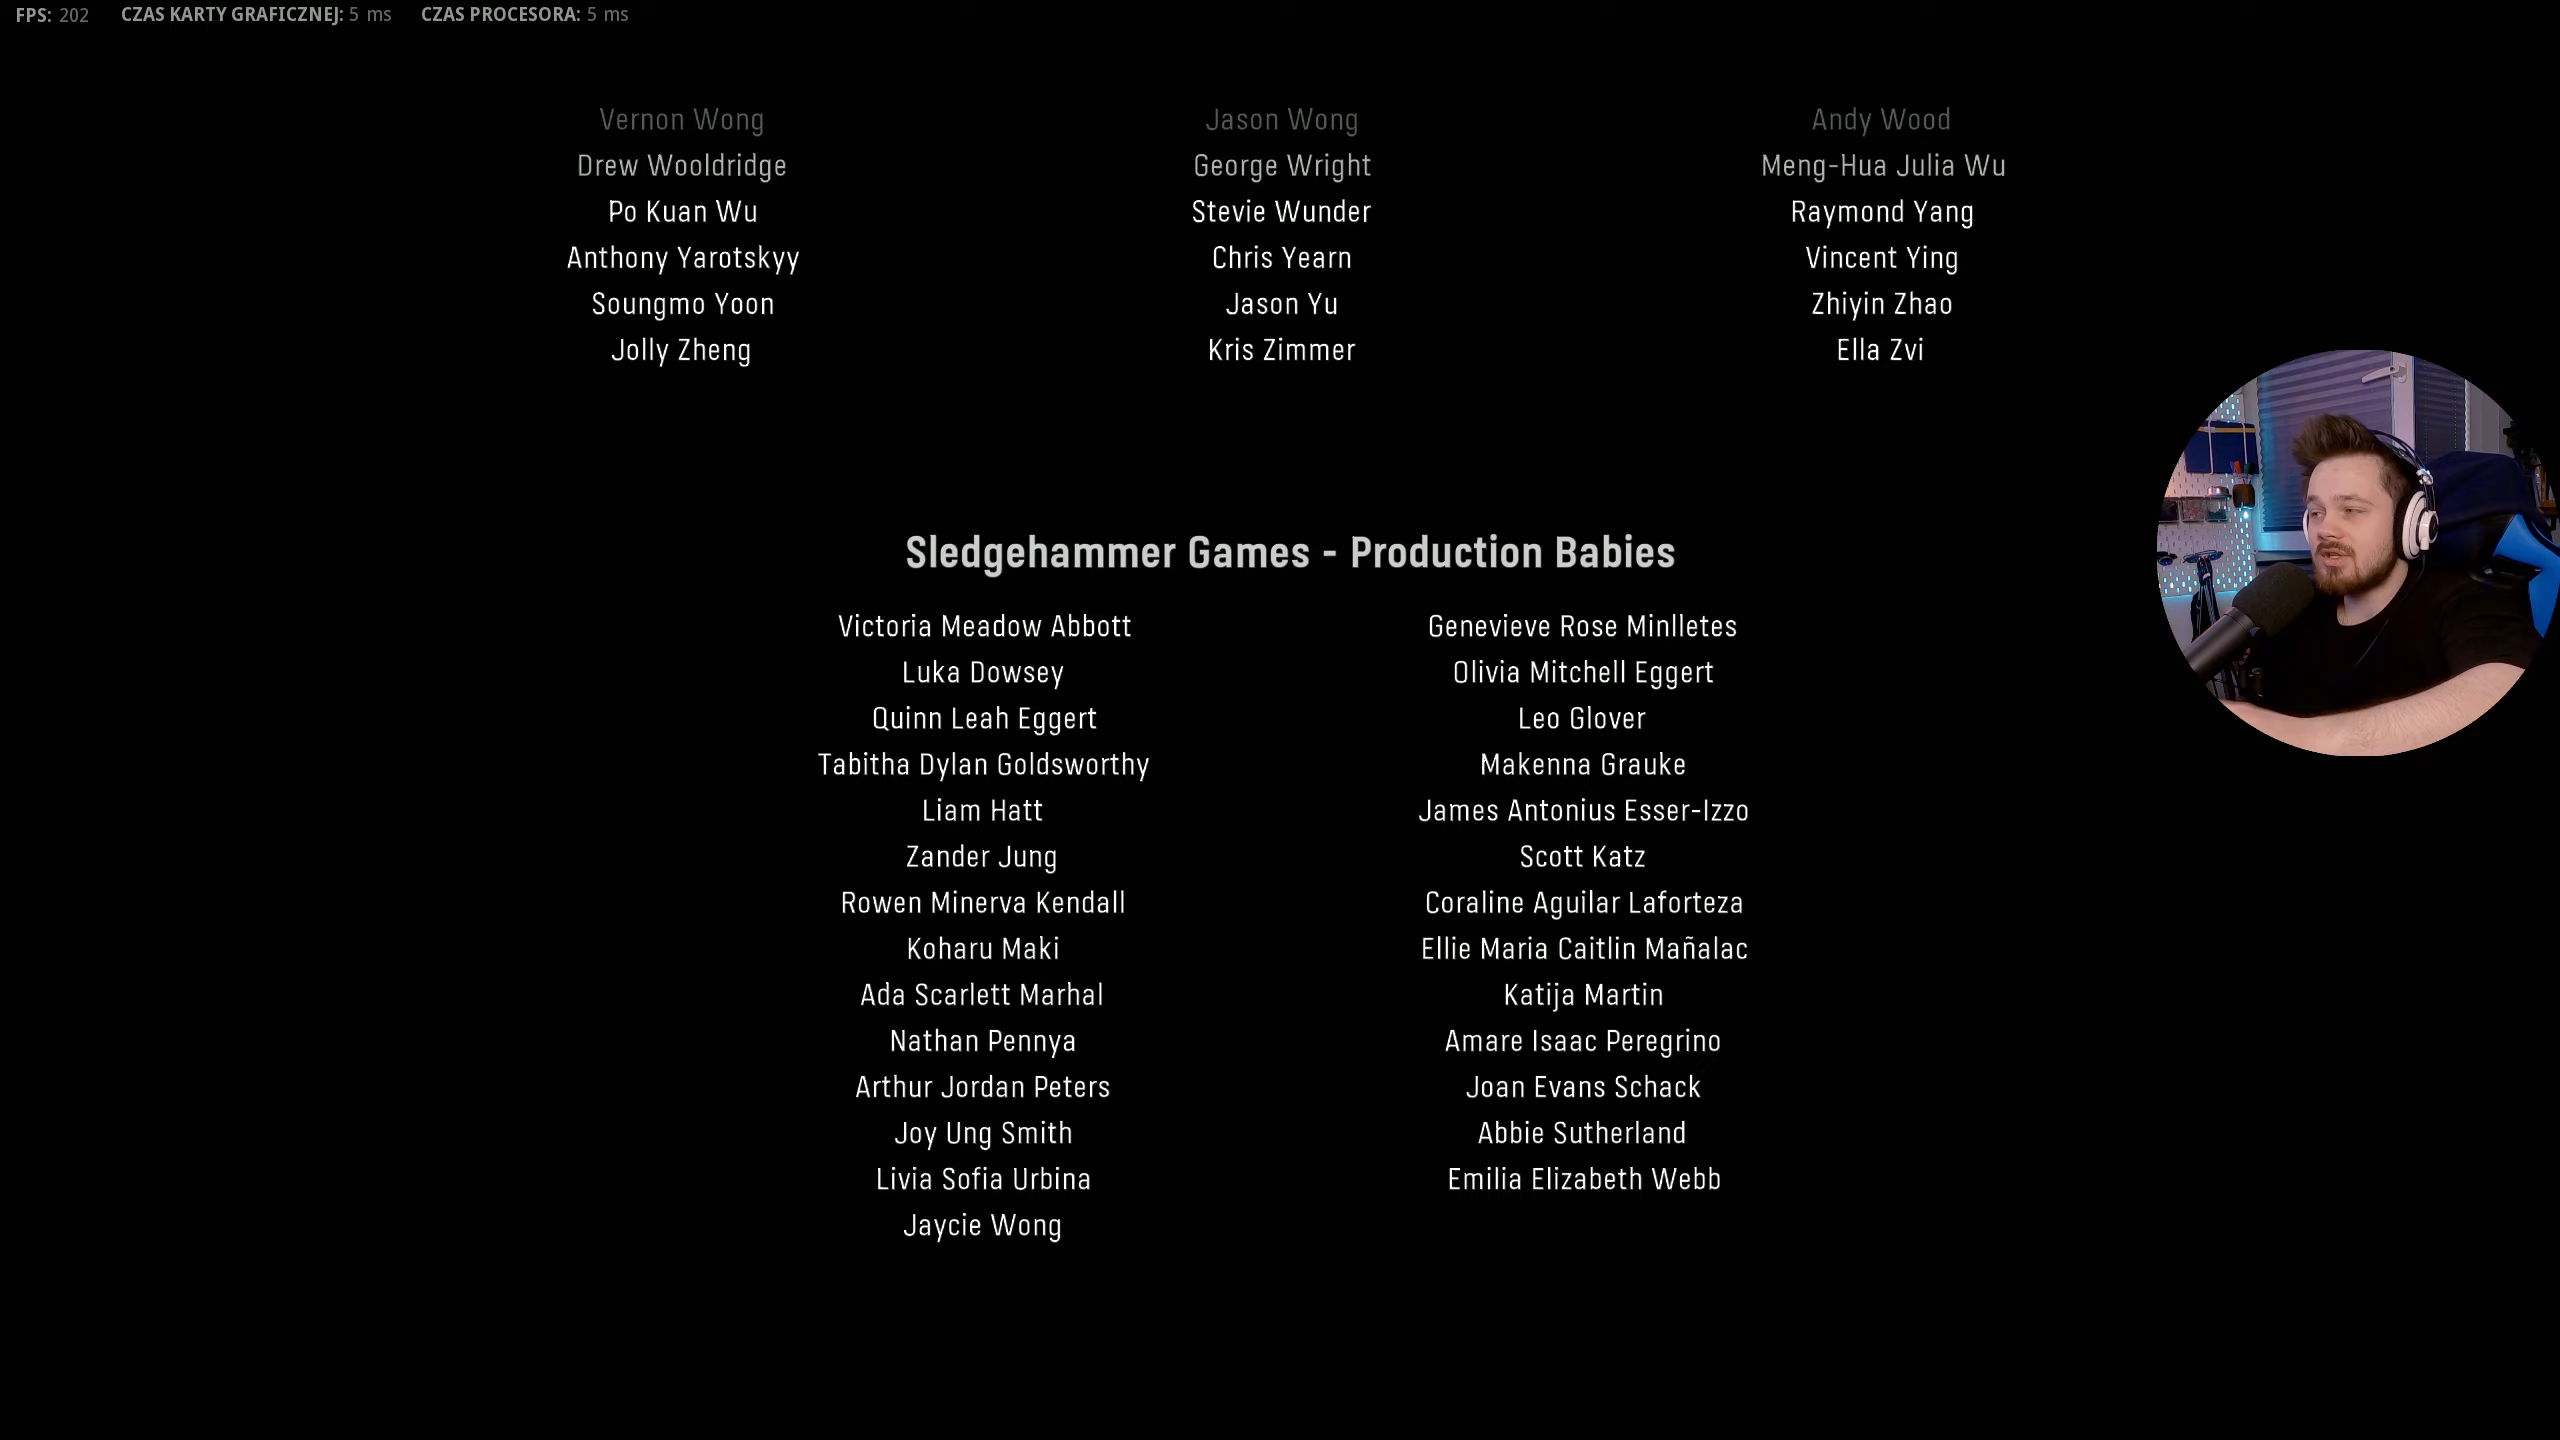 FPS: 202 CZAS KARTY GRAFICZNEJ: 5 ms CZAS PROCESORA: 5 ms
Vernon Wong Jason Wong Andy Wood
Drew Wooldridge George Wright Meng-Hua Julia Wu
Po Kuan Wu Stevie Wunder Raymond Yang
Anthony Yarotskyy Chris Yearn Vincent Ying
Soungmo Yoon Jason Yu Zhiyin Zhao
Jolly Zheng Kris Zimmer Ella Zvi
Sledgehammer Games - Production Babies
Victoria Meadow Abbott Genevieve Rose Minlletes
Luka Dowsey Olivia Mitchell Eggert
Quinn Leah Eggert Leo Glover
Tabitha Dylan Goldsworthy Makenna Grauke
Liam Hatt James Antonius Esser-Izzo
Zander Jung Scott Katz
Rowen Minerva Kendall Coraline Aguilar Laforteza
Koharu Maki Ellie Maria Caitlin Mañalac
Ada Scarlett Marhal Katija Martin
Nathan Pennya Amare Isaac Peregrino
Arthur Jordan Peters Joan Evans Schack
Joy Ung Smith Abbie Sutherland
Livia Sofia Urbina Emilia Elizabeth Webb
Jaycie Wong